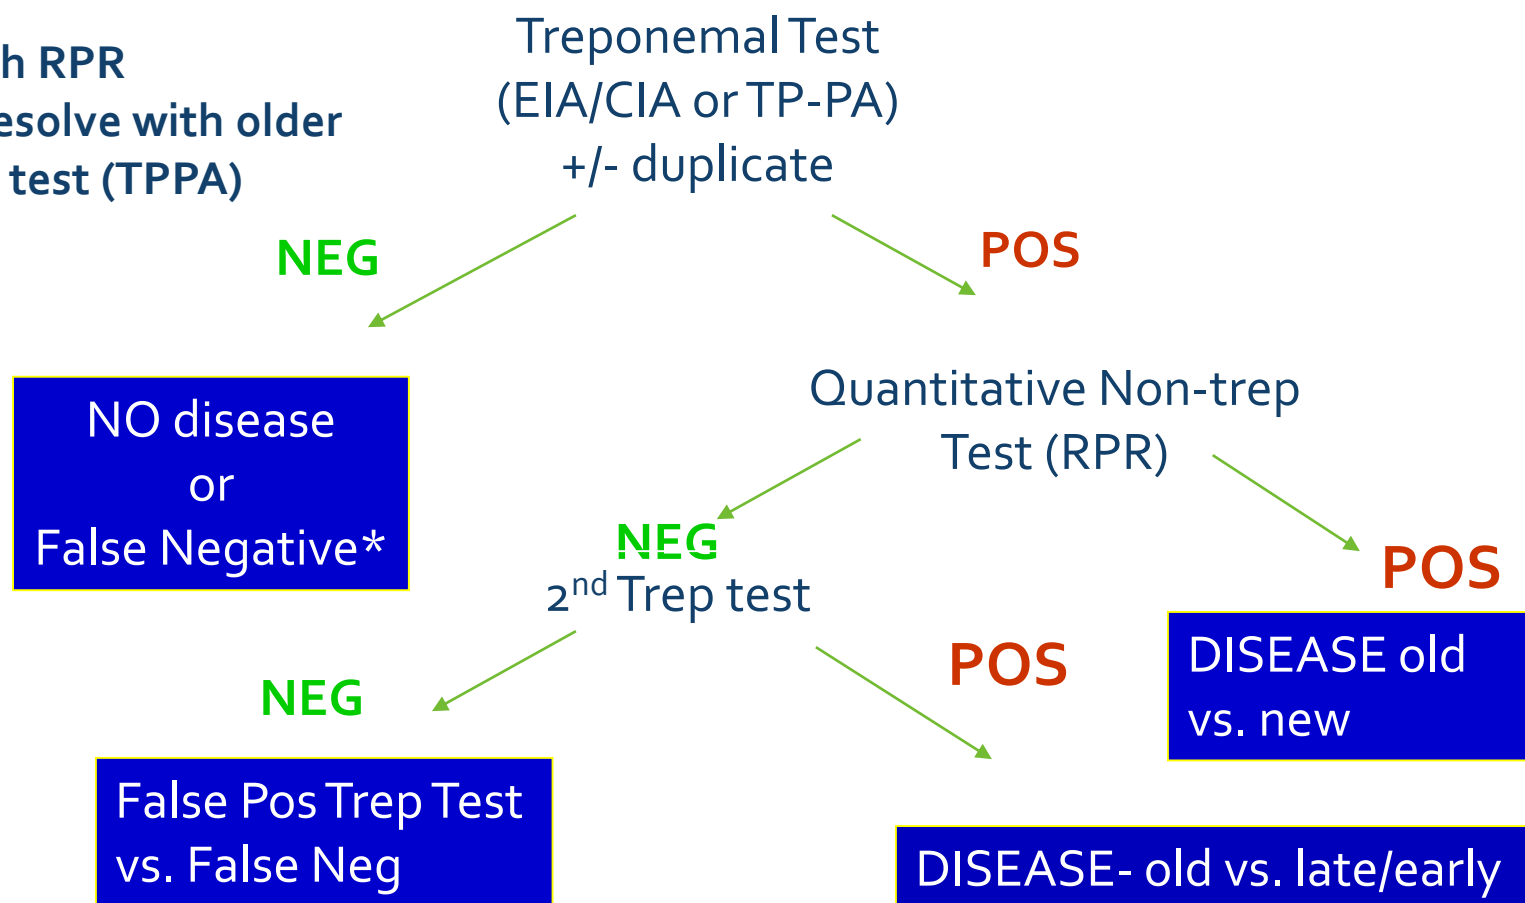 h RPR
esolve with older
test (TPPA)
Treponemal Test
(EIA/CIA or TP-PA)
+/- duplicate
NEG
POS
NO disease
or
False Negative*
Quantitative Non-trep
Test (RPR)
NEG
2nd Trep test
POS
DISEASE old
vs. new
NEG
POS
False Pos Trep Test
vs. False Neg
DISEASE- old vs. late/early